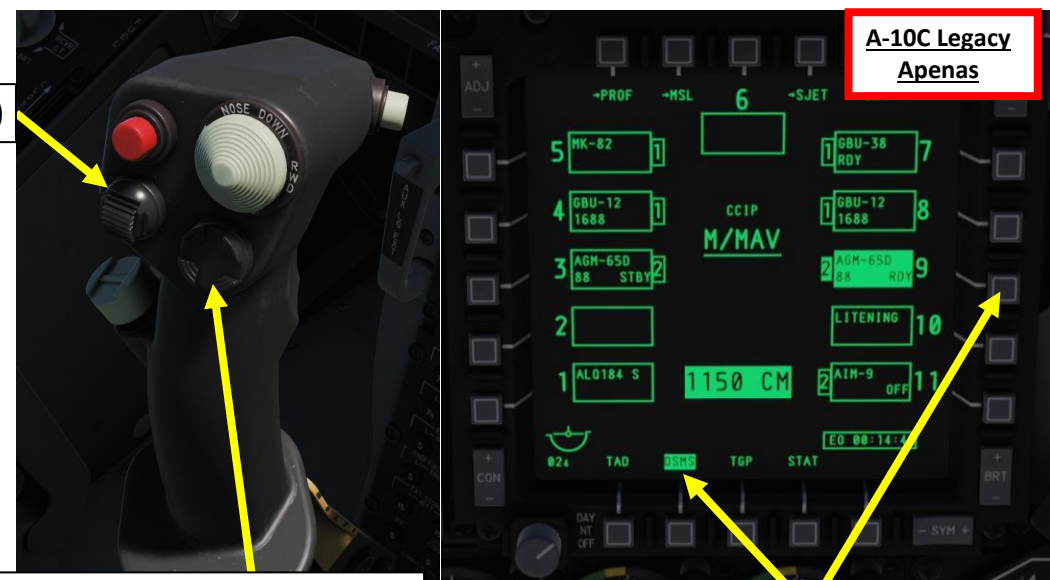 A-10C Legacy
Apenas
)
NOSE DOWN
RWD
ADJ
→PROF →MSL 6 →SJET
5 MK-82 1
1 GBU-38 7
RDY
4 GBU-12 1
1688
1 GBU-12 8
1688
CCIP
M/MAV
3 AGM-65D 2
88 STBY
2 AGM-65D 9
88 RDY
2
LITENING 10
1 ALQ184 S
1150 CM
2 AIM-9 11
OFF
EO 00:14:4
024 TAD DSMS TGP STAT
CON
BRT
DAY
NT
OFF
- SYM +